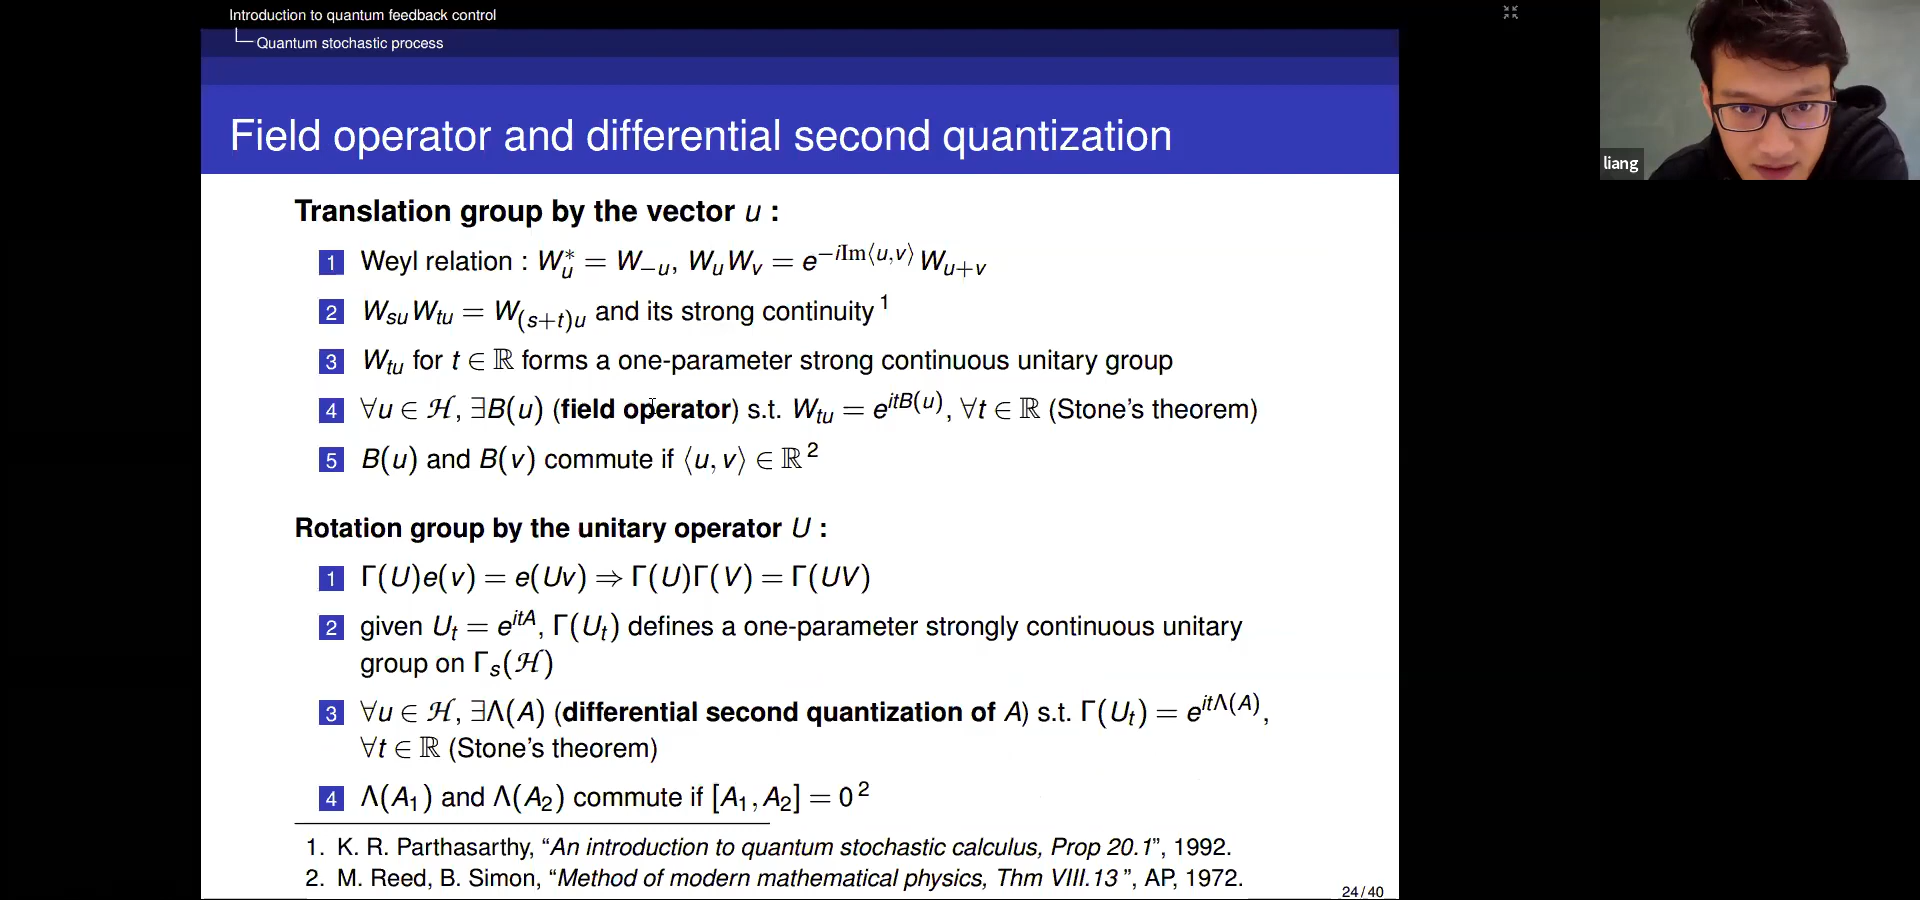 Introduction to quantum feedback control
Quantum stochastic process
Field operator and differential second quantization
Translation group by the vector u :
1 Weyl relation : W_u^* = W_{−u}, W_u W_v = e^{−iIm⟨u,v⟩} W_{u+v}
2 W_{su} W_{tu} = W_{(s+t)u} and its strong continuity ¹
3 W_{tu} for t ∈ ℝ forms a one-parameter strong continuous unitary group
4 ∀u ∈ ℋ, ∃B(u) (field operator) s.t. W_{tu} = e^{itB(u)}, ∀t ∈ ℝ (Stone's theorem)
5 B(u) and B(v) commute if ⟨u, v⟩ ∈ ℝ ²
Rotation group by the unitary operator U :
1 Γ(U)e(v) = e(Uv) ⇒ Γ(U)Γ(V) = Γ(UV)
2 given U_t = e^{itA}, Γ(U_t) defines a one-parameter strongly continuous unitary
group on Γ_s(ℋ)
3 ∀u ∈ ℋ, ∃Λ(A) (differential second quantization of A) s.t. Γ(U_t) = e^{itΛ(A)},
∀t ∈ ℝ (Stone's theorem)
4 Λ(A₁) and Λ(A₂) commute if [A₁, A₂] = 0 ²
1. K. R. Parthasarthy, “An introduction to quantum stochastic calculus, Prop 20.1”, 1992.
2. M. Reed, B. Simon, “Method of modern mathematical physics, Thm VIII.13 ”, AP, 1972.
24/40
liang